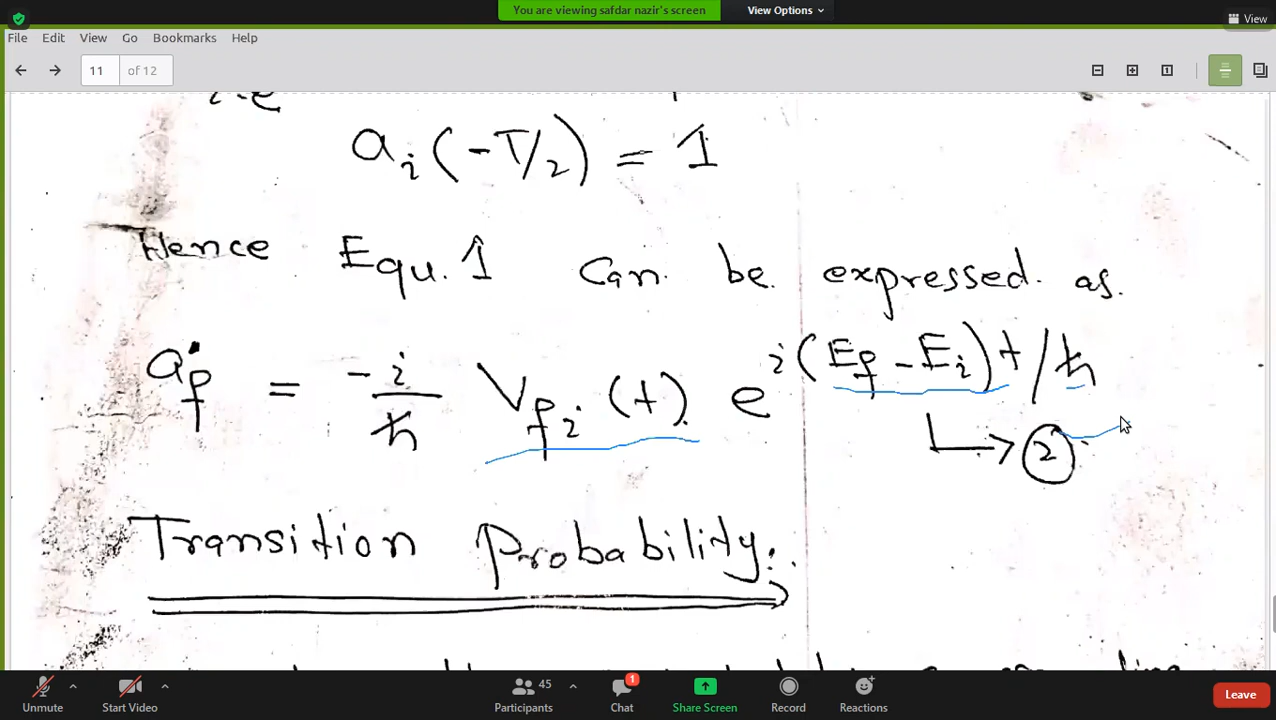 You are viewing safdar nazir's screen
View Options
View
File Edit View Go Bookmarks Help
11 of 12
i.e
aᵢ(-T/2) = 1
Hence Equ. 1 can be expressed as.
ȧf = -i/ħ Vfi(t) e^i(Ef - Ei)t/ħ
↳ ②
Transition Probability:
45
1
Unmute
Start Video
Participants
Chat
Share Screen
Record
Reactions
Leave